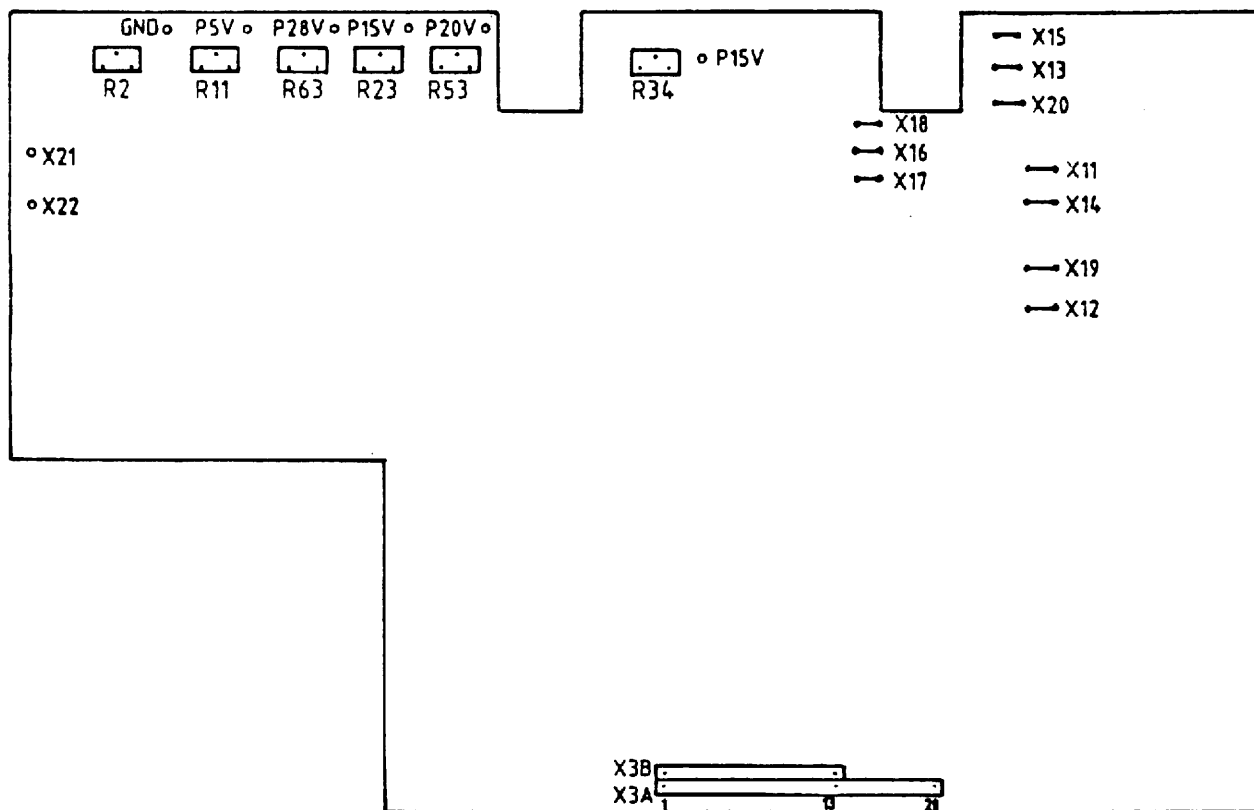 GND P5V P28V P15V P20V
R2 R11 R63 R23 R53
P15V
R34
X15
X13
X20
X18
X16
X17
X11
X14
X19
X12
X21
X22
X3B
X3A
1 13 20